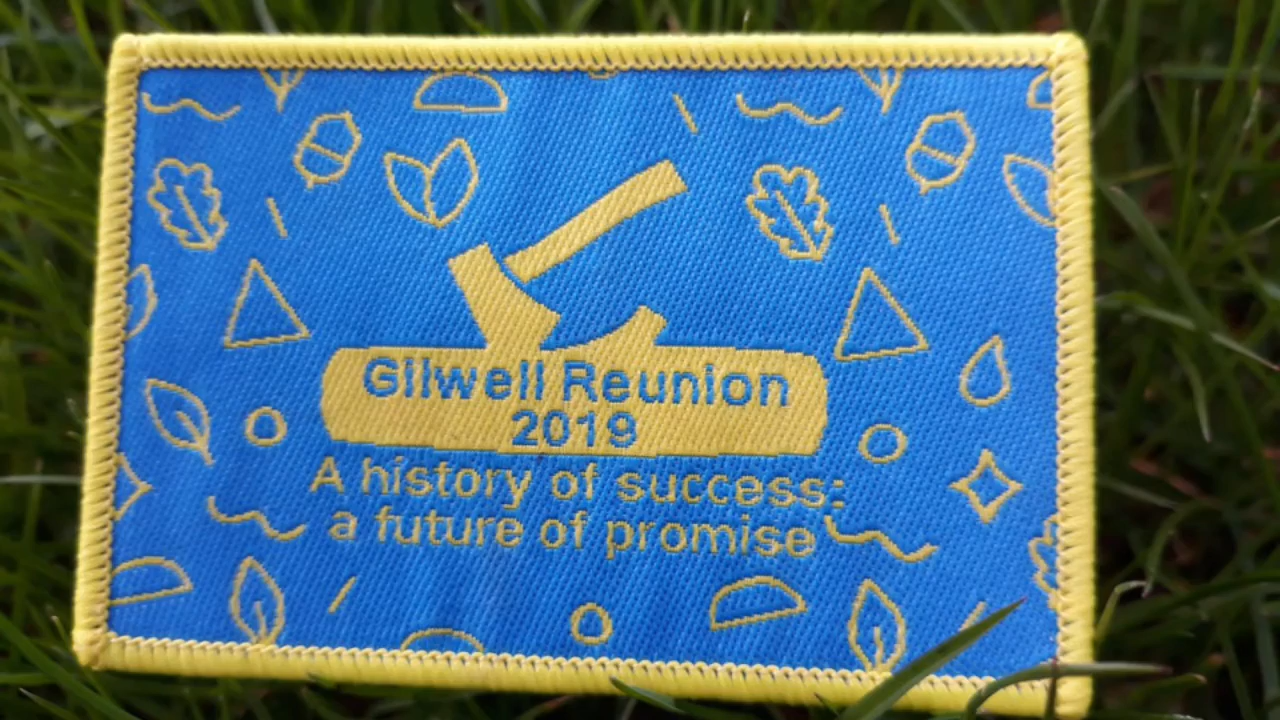 Gilwell Reunion
2019
A history of success:
a future of promise